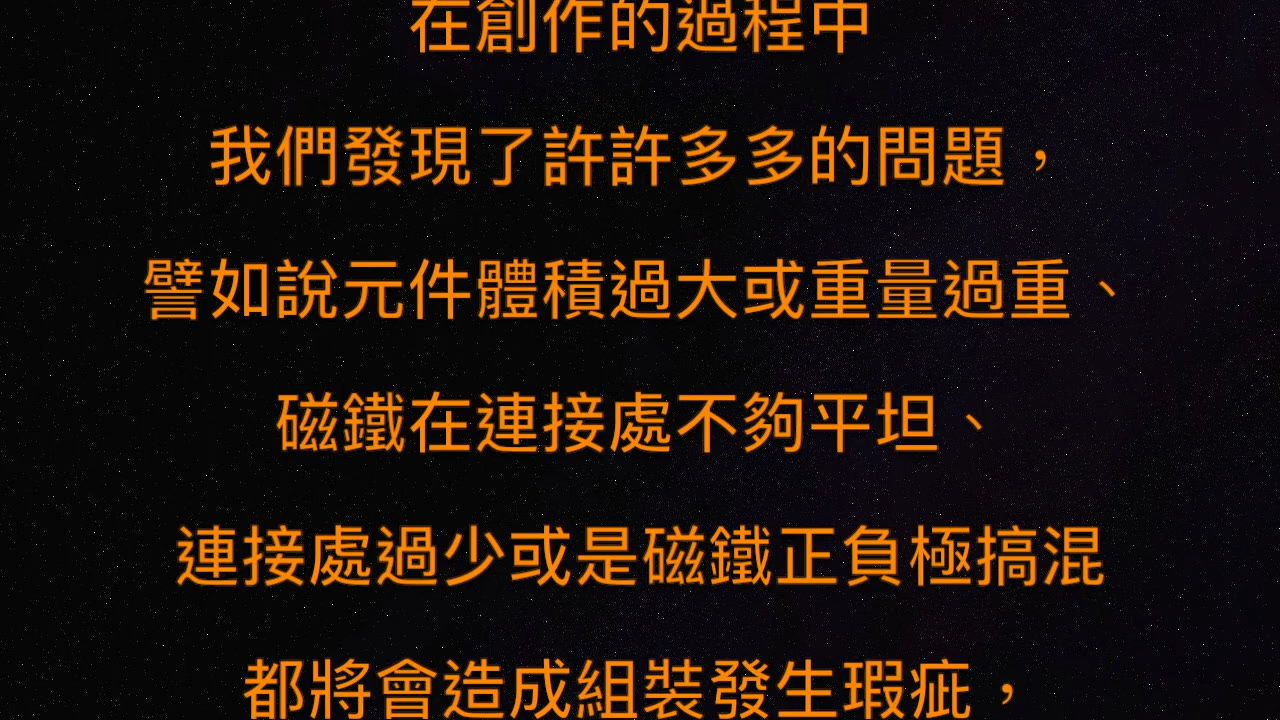 在創作的過程中
我們發現了許許多多的問題，
譬如說元件體積過大或重量過重、
磁鐵在連接處不夠平坦、
連接處過少或是磁鐵正負極搞混
都將會造成組裝發生瑕疵，